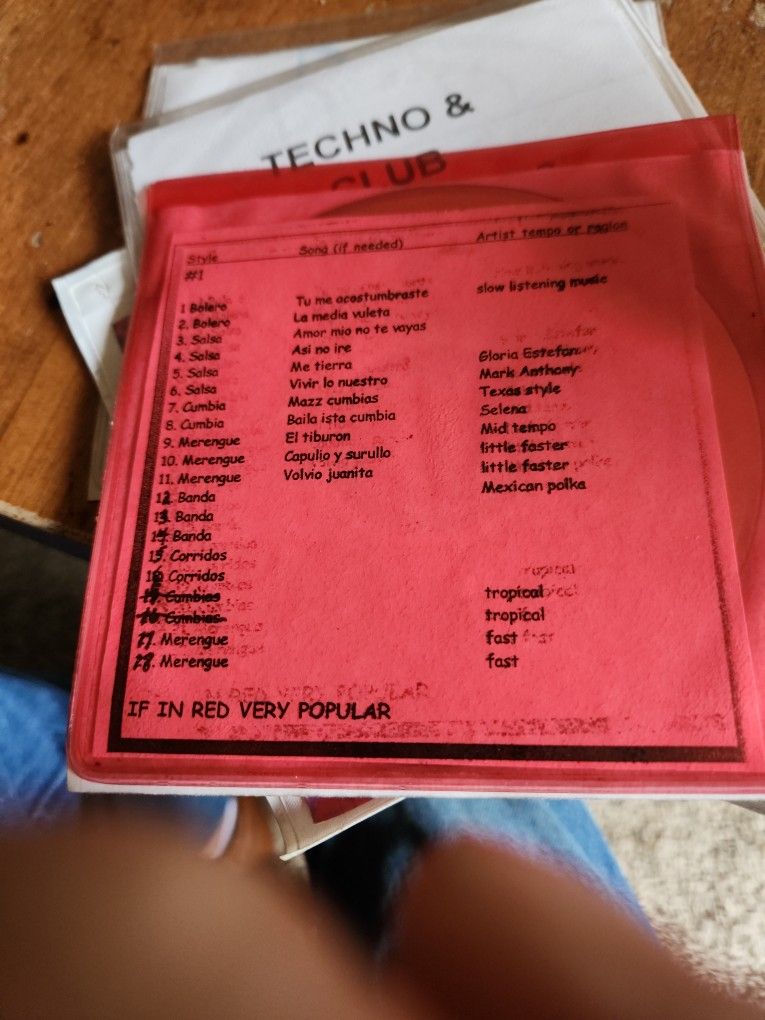 TECHNO &
CLUB
Style Song (if needed) Artist tempo or region
#1
1 Bolero Tu me acostumbraste slow listening music
2. Bolero La media vuleta
3. Salsa Amor mio no te vayas
4. Salsa Asi no ire
5. Salsa Me tierra Gloria Estefan
6. Salsa Vivir lo nuestro Mark Anthony
7. Cumbia Mazz cumbias Texas style
8. Cumbia Baila ista cumbia Selena
9. Merengue El tiburon Mid tempo
10. Merengue Capulio y surullo little faster
11. Merengue Volvio juanita little faster
12. Banda Mexican polka
13. Banda
14. Banda
15. Corridos
16. Corridos
Cumbias tropical
Cumbias tropical
Merengue fast
Merengue fast
IF IN RED VERY POPULAR